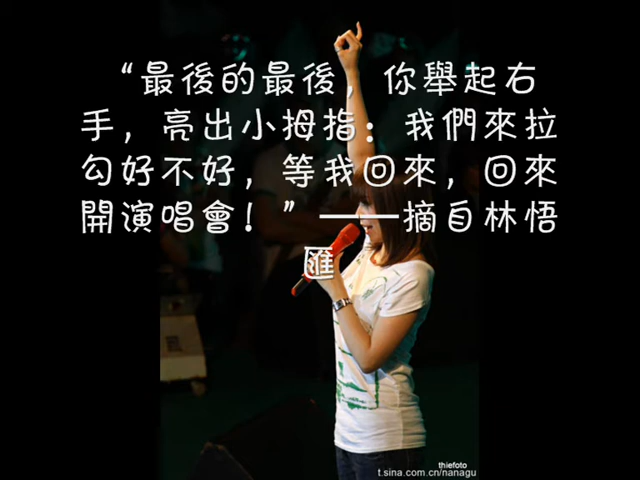 “最後的最後，你舉起右
手，亮出小拇指：我們來拉
勾好不好，等我回來，回來
開演唱會！”——摘自林悟
匯
thiefoto
t.sina.com.cn/nanagu